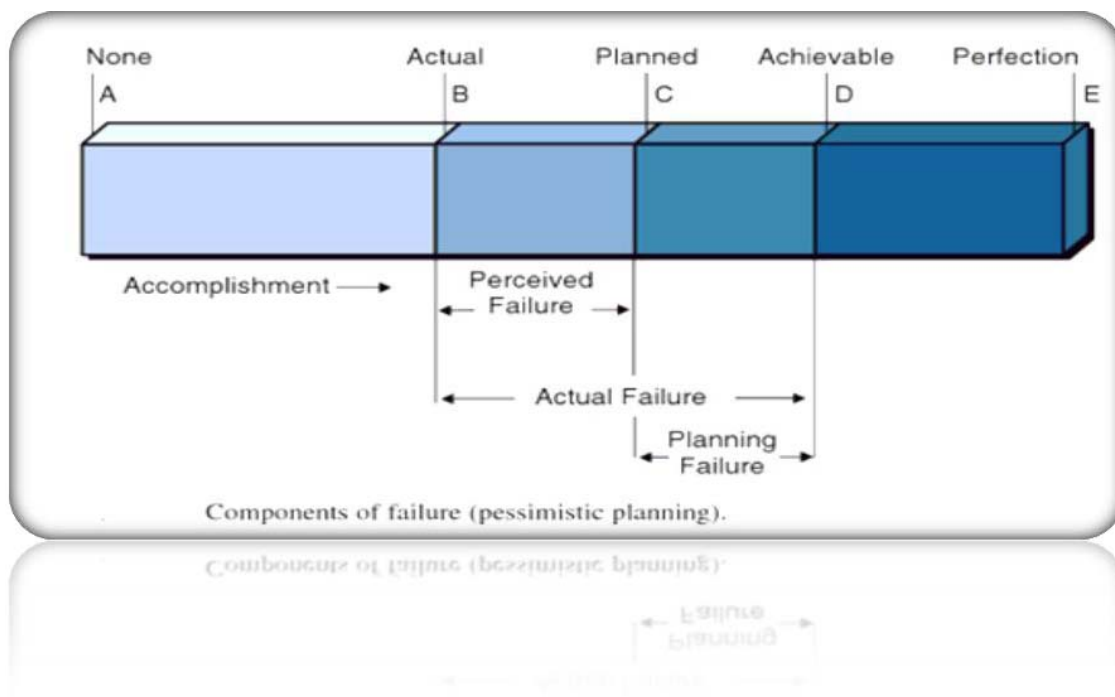 None Actual Planned Achievable Perfection
A B C D E
Accomplishment
Perceived
Failure
Actual Failure
Planning
Failure
Components of failure (pessimistic planning).